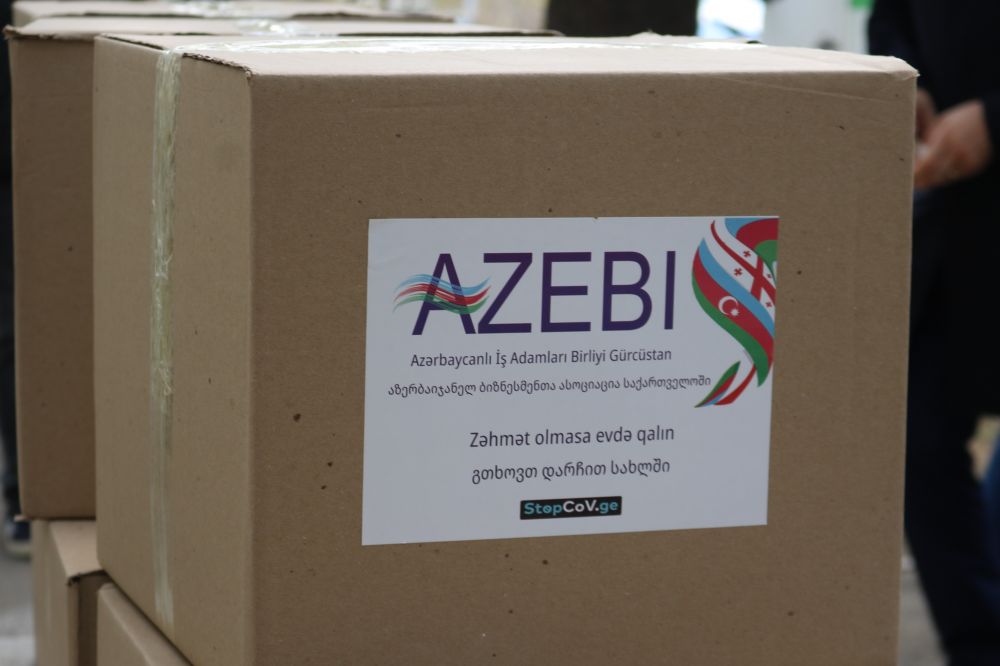 AZEBI
Azərbaycanlı İş Adamları Birliyi Gürcüstan
აზერბაიჯანელ ბიზნესმენთა ასოციაცია საქართველოში
Zəhmət olmasa evdə qalın
გთხოვთ დარჩით სახლში
StopCoV.ge